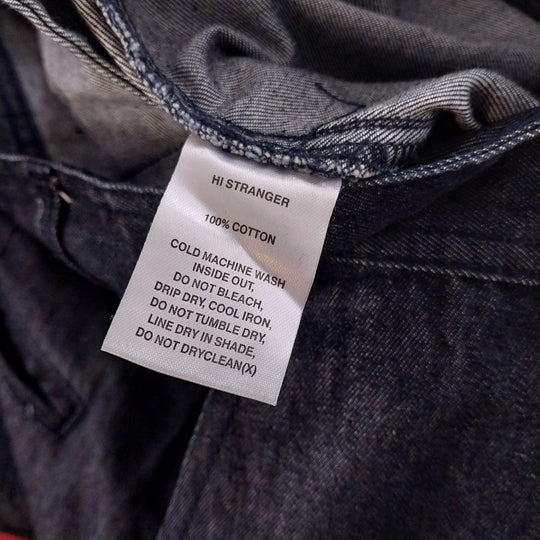 HI STRANGER
100% COTTON
COLD MACHINE WASH
INSIDE OUT,
DO NOT BLEACH,
DRIP DRY, COOL IRON,
DO NOT TUMBLE DRY,
LINE DRY IN SHADE,
DO NOT DRYCLEAN(X)